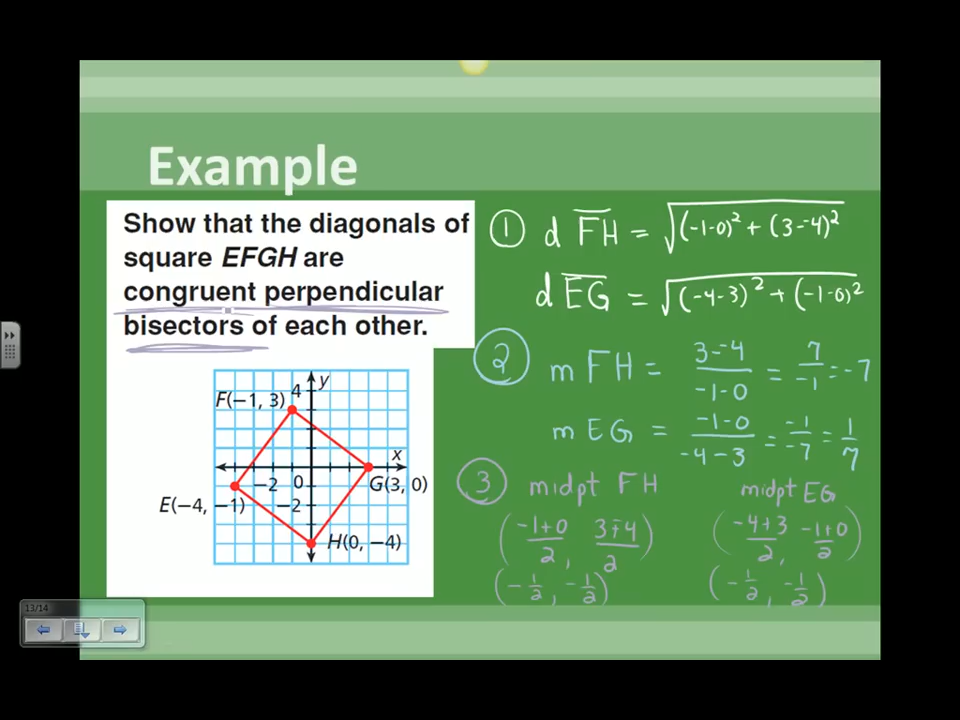 Example
Show that the diagonals of
square EFGH are
congruent perpendicular
bisectors of each other.
F(−1, 3)
4
y
x
−2
0
G(3, 0)
E(−4, −1)
−2
H(0, −4)
① d FH = √(-1-0)² + (3--4)²
d EG = √(-4-3)² + (-1-0)²
② m FH = 3--4 / -1-0 = 7/-1 = -7
m EG = -1-0 / -4-3 = -1/-7 = 1/7
③ midpt FH
(-1+0/2, 3+-4/2)
(-1/2, -1/2)
midpt EG
(-4+3/2, -1+0/2)
(-1/2, -1/2)
13/14